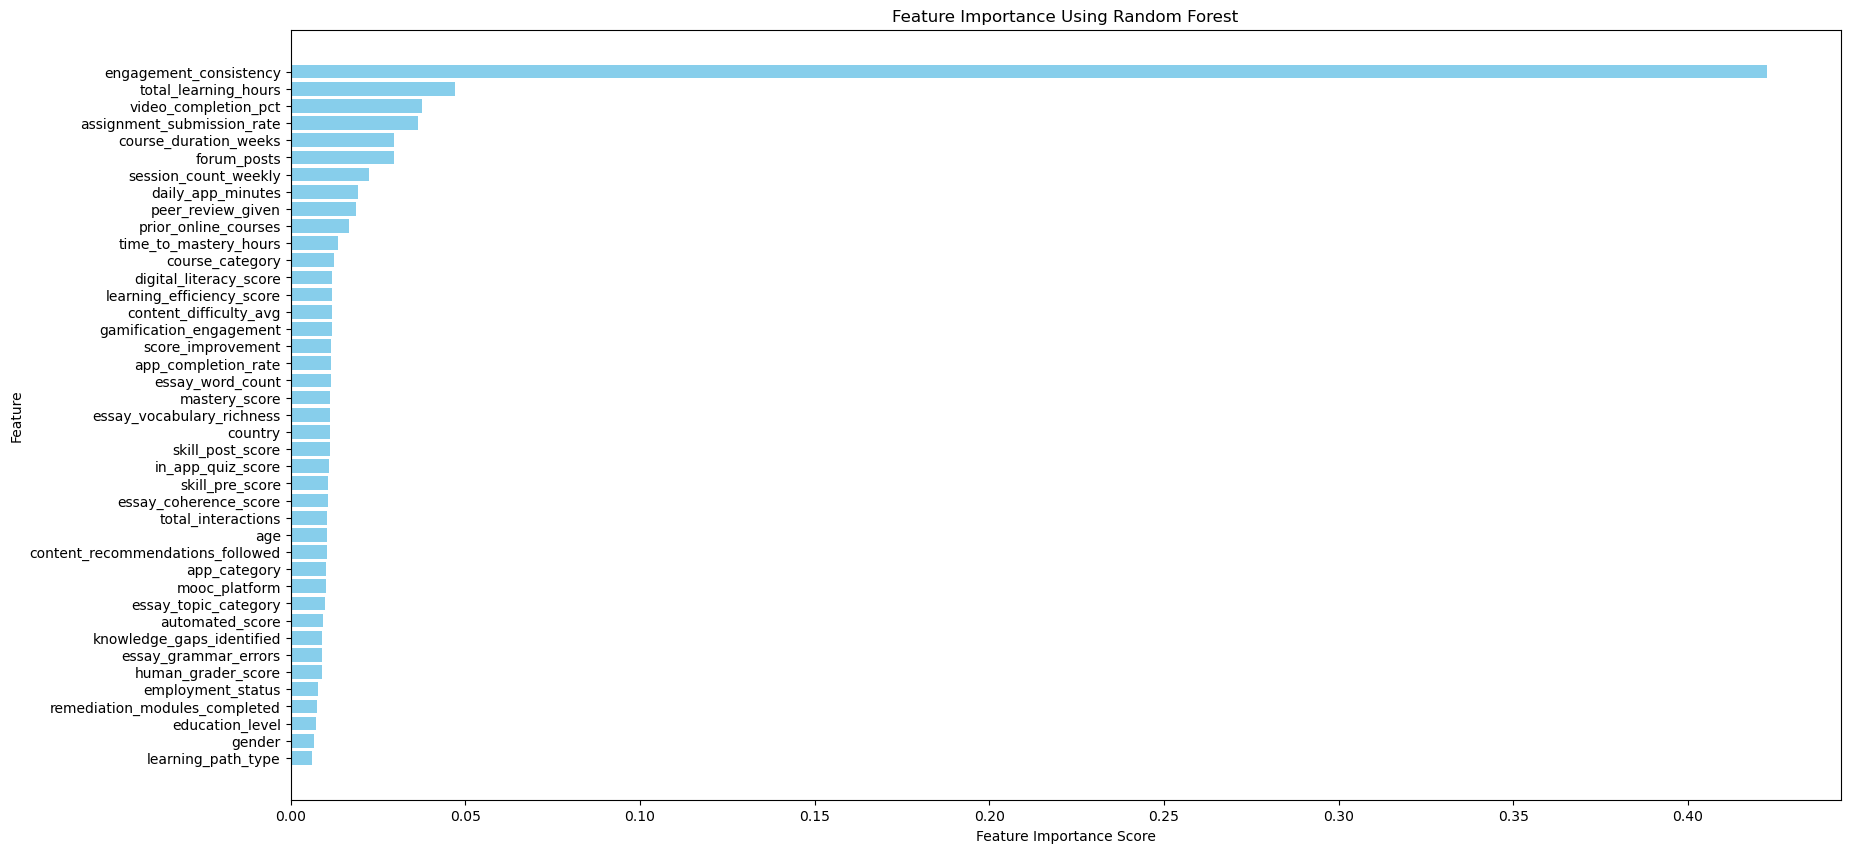 Feature Importance Using Random Forest
engagement_consistency
total_learning_hours
video_completion_pct
assignment_submission_rate
course_duration_weeks
forum_posts
session_count_weekly
daily_app_minutes
peer_review_given
prior_online_courses
time_to_mastery_hours
course_category
digital_literacy_score
learning_efficiency_score
content_difficulty_avg
gamification_engagement
score_improvement
app_completion_rate
essay_word_count
mastery_score
essay_vocabulary_richness
country
skill_post_score
in_app_quiz_score
skill_pre_score
essay_coherence_score
total_interactions
age
content_recommendations_followed
app_category
mooc_platform
essay_topic_category
automated_score
knowledge_gaps_identified
essay_grammar_errors
human_grader_score
employment_status
remediation_modules_completed
education_level
gender
learning_path_type
Feature
0.00 0.05 0.10 0.15 0.20 0.25 0.30 0.35 0.40
Feature Importance Score